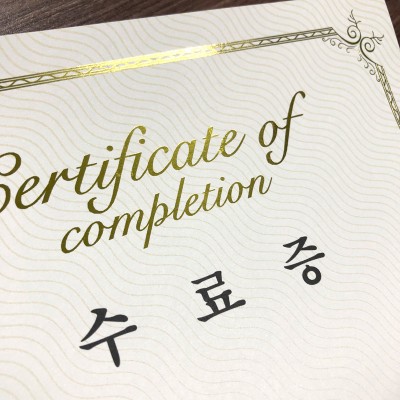 Certificate of
completion
수 료 증